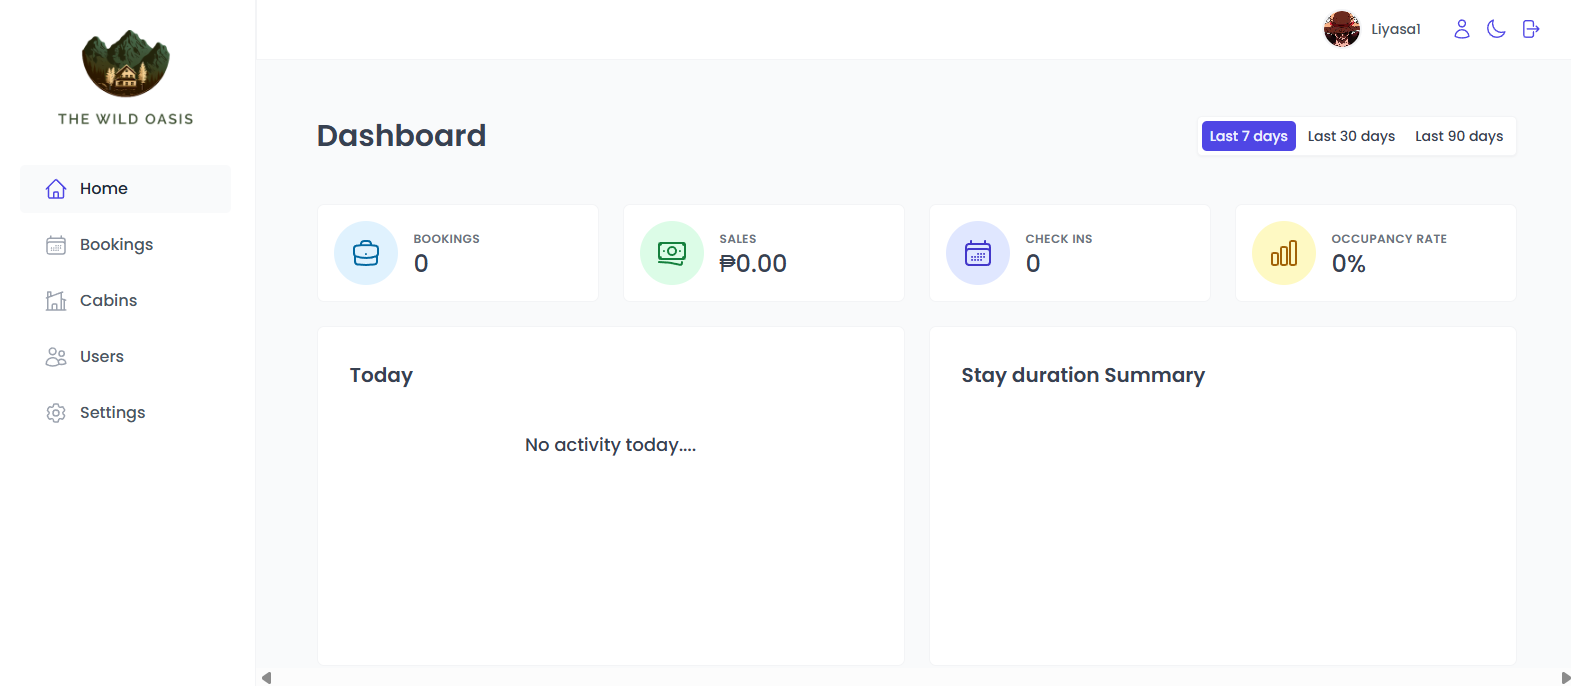 THE WILD OASIS
Home
Bookings
Cabins
Users
Settings
Liyasa1
Dashboard
Last 7 days
Last 30 days
Last 90 days
BOOKINGS
0
SALES
₱0.00
CHECK INS
0
OCCUPANCY RATE
0%
Today
No activity today....
Stay duration Summary